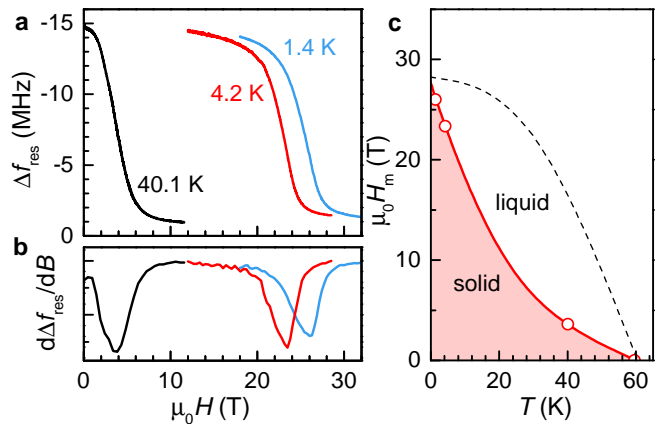 a
-15
-10
-5
0
Δf_res (MHz)
1.4 K
4.2 K
40.1 K
b
dΔf_res/dB
0 10 20 30
μ₀H (T)
c
35
30
20
10
0
μ₀H_m (T)
liquid
solid
0 20 40 60
T (K)